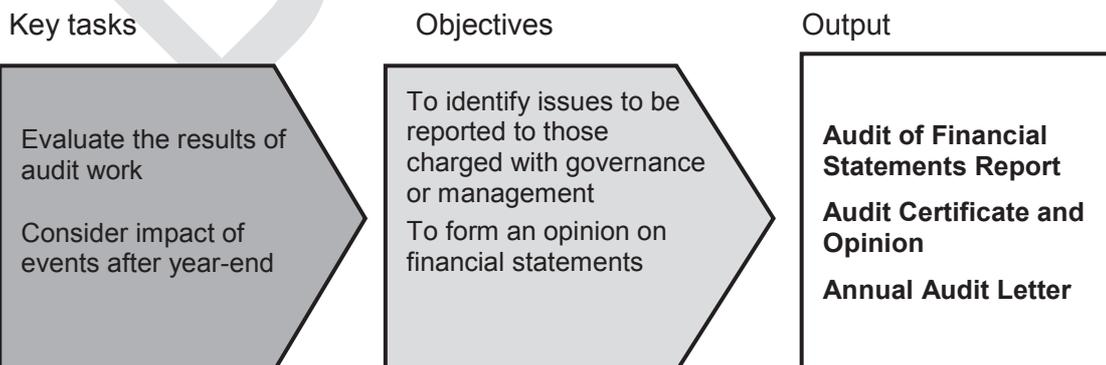 Key tasks
Objectives
Output
Evaluate the results of
audit work
Consider impact of
events after year-end
To identify issues to be
reported to those
charged with governance
or management
To form an opinion on
financial statements
Audit of Financial
Statements Report
Audit Certificate and
Opinion
Annual Audit Letter